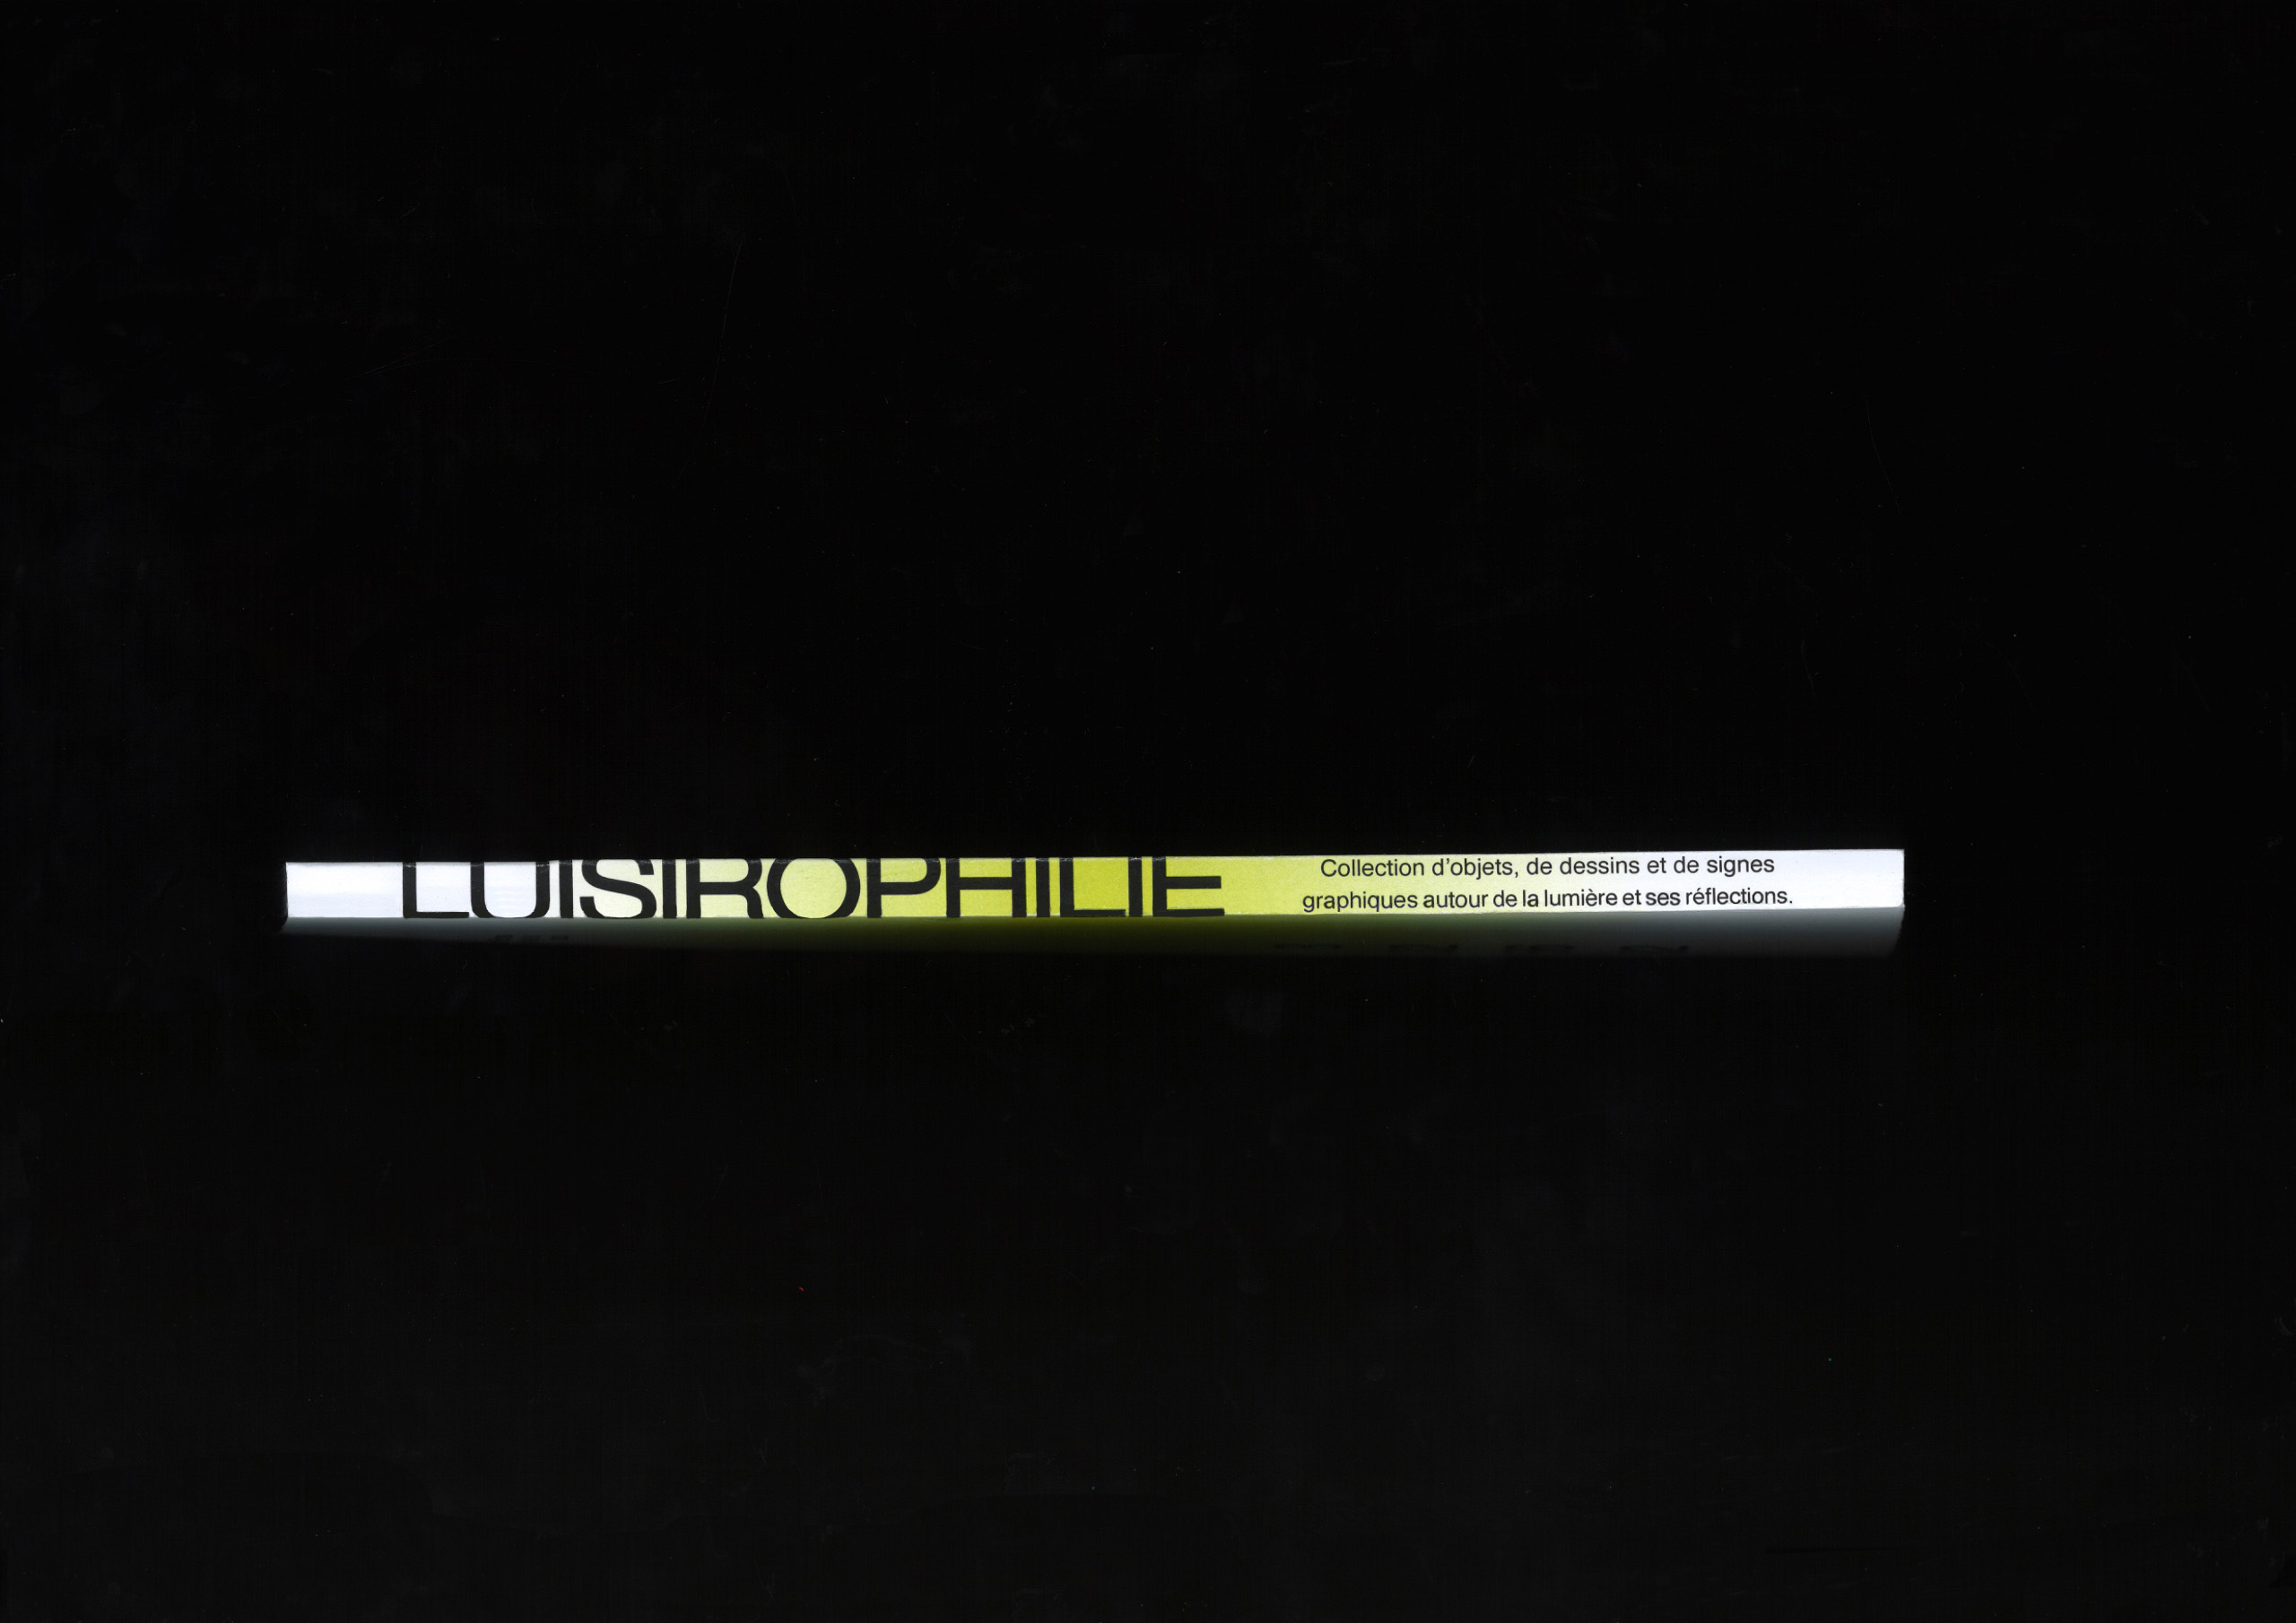 LUISIROPHILIE
Collection d'objets, de dessins et de signes
graphiques autour de la lumière et ses réflections.